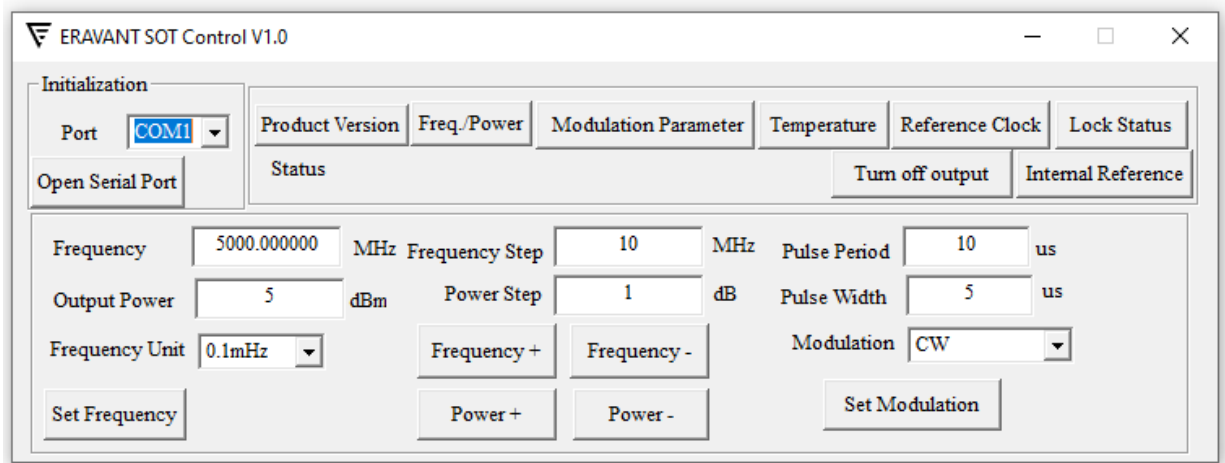 ERAVANT SOT Control V1.0
Initialization
Port COM1
Open Serial Port
Product Version Freq./Power Modulation Parameter Temperature Reference Clock Lock Status
Status Turn off output Internal Reference
Frequency 5000.000000 MHz Frequency Step 10 MHz Pulse Period 10 us
Output Power 5 dBm Power Step 1 dB Pulse Width 5 us
Frequency Unit 0.1mHz Frequency + Frequency - Modulation CW
Set Frequency Power + Power - Set Modulation